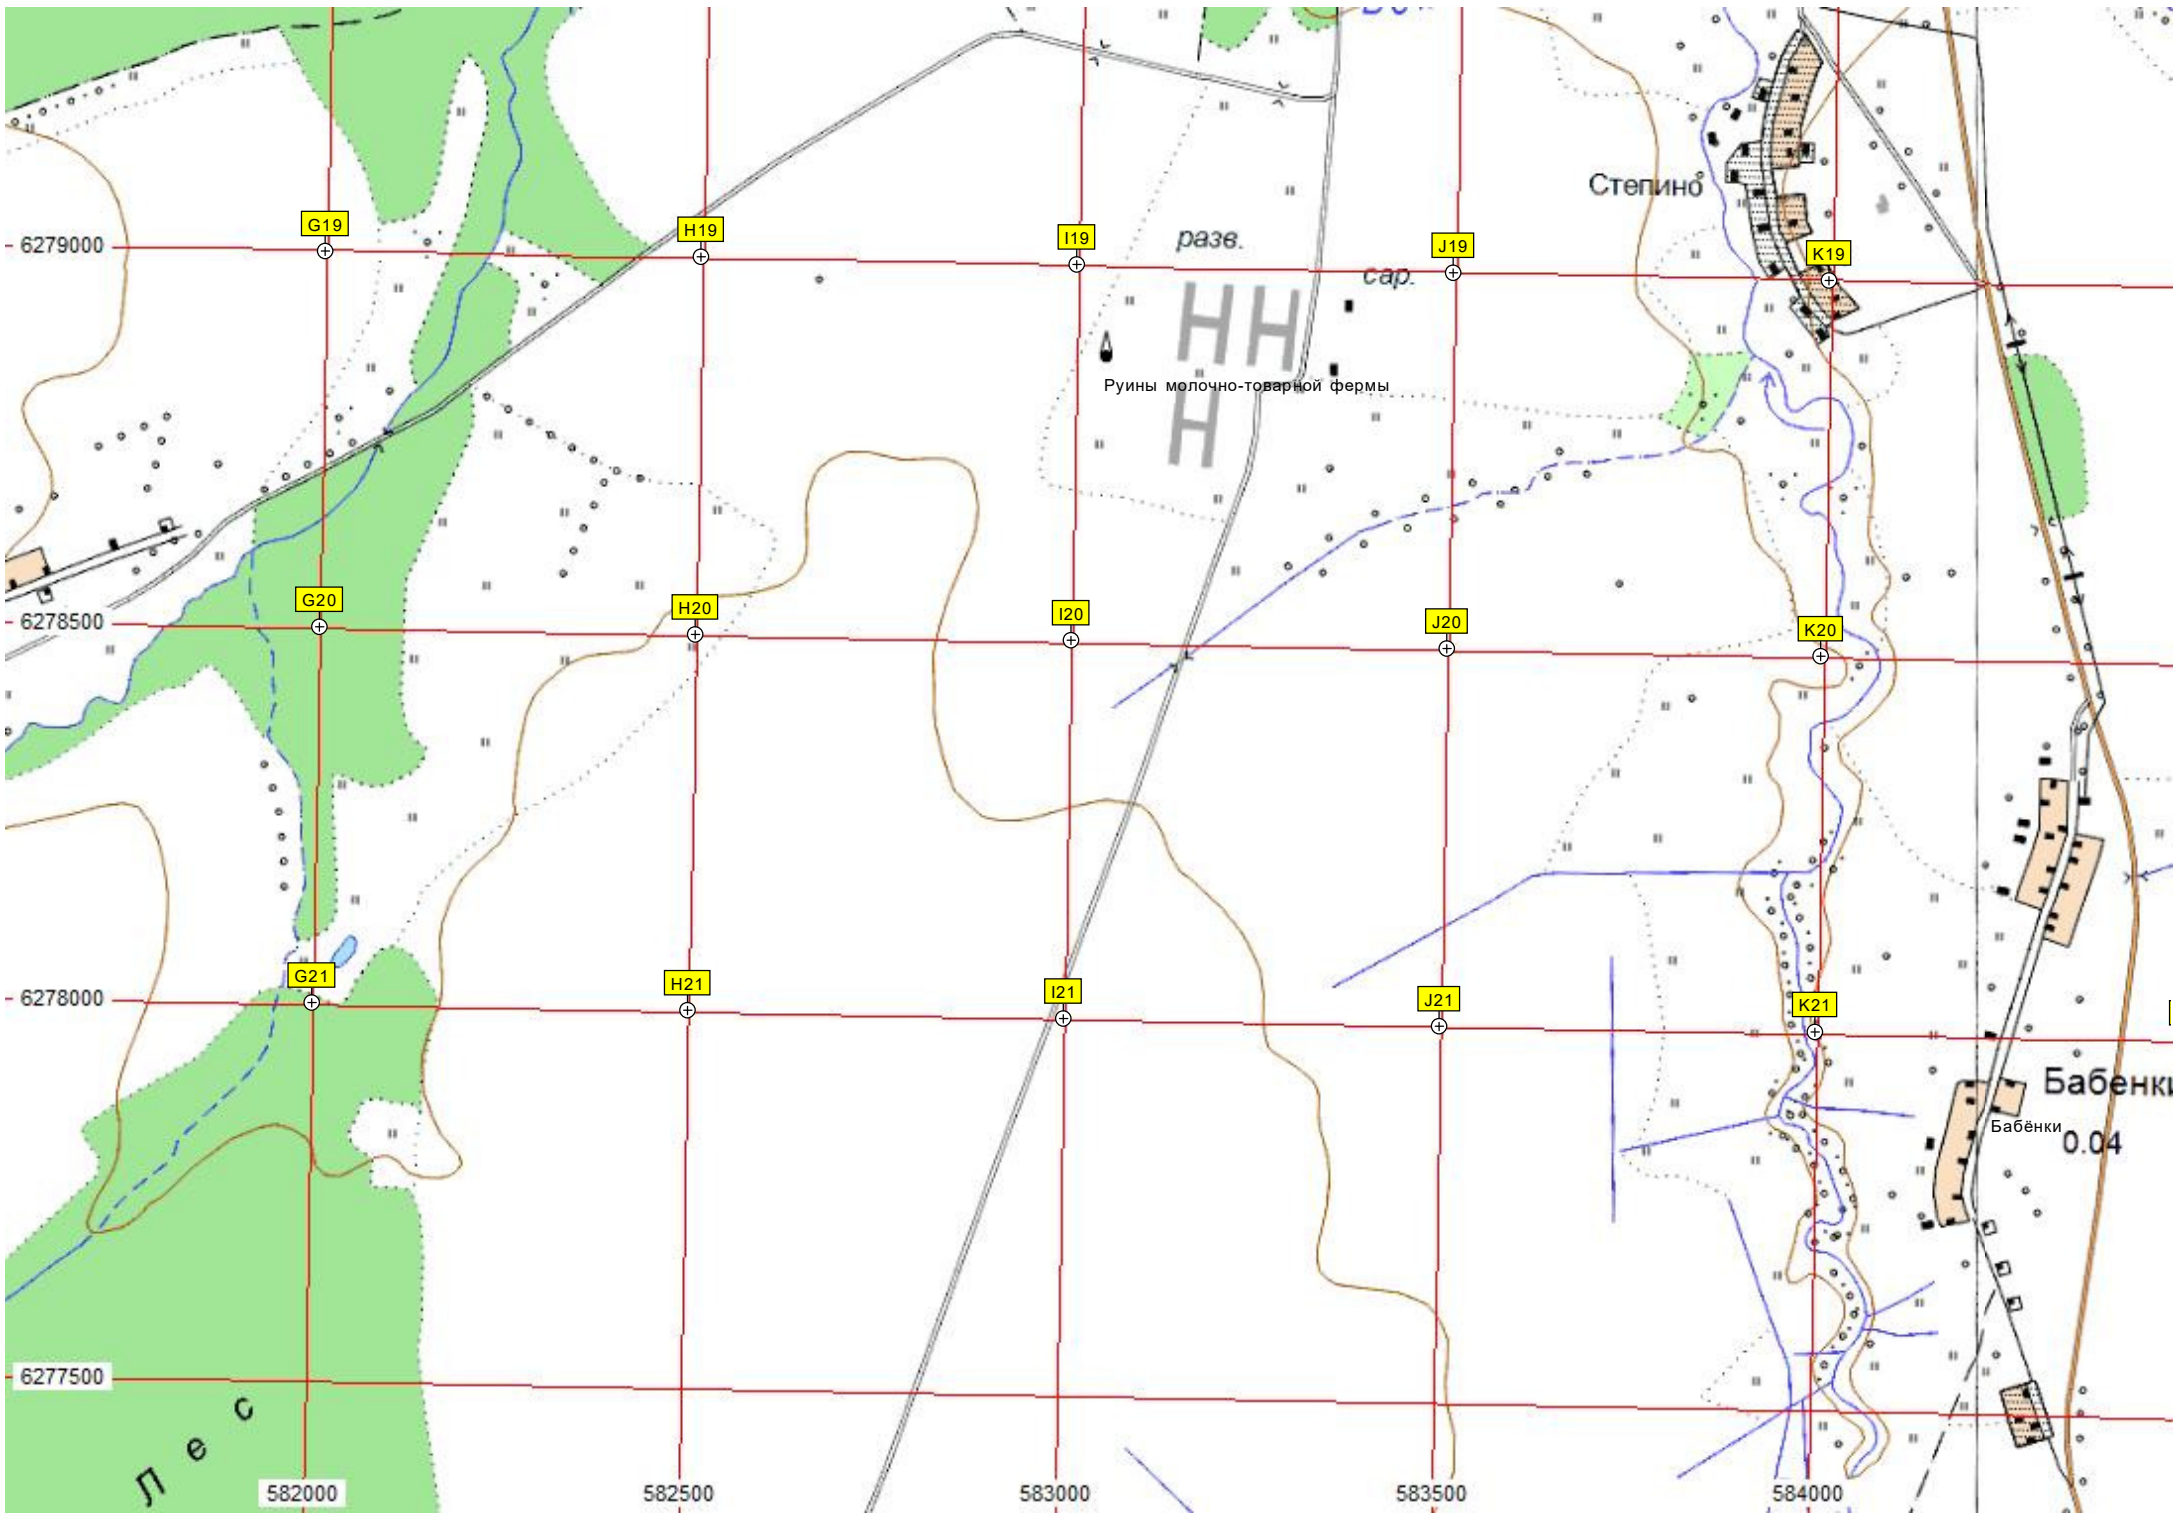 Степино
G19
H19
I19
J19
K19
6279000
разв.
сар.
Руины молочно-товарной фермы
G20
H20
I20
J20
K20
6278500
G21
H21
I21
J21
K21
6278000
Бабенки
Бабёнки
0.04
6277500
Лес
582000
582500
583000
583500
584000